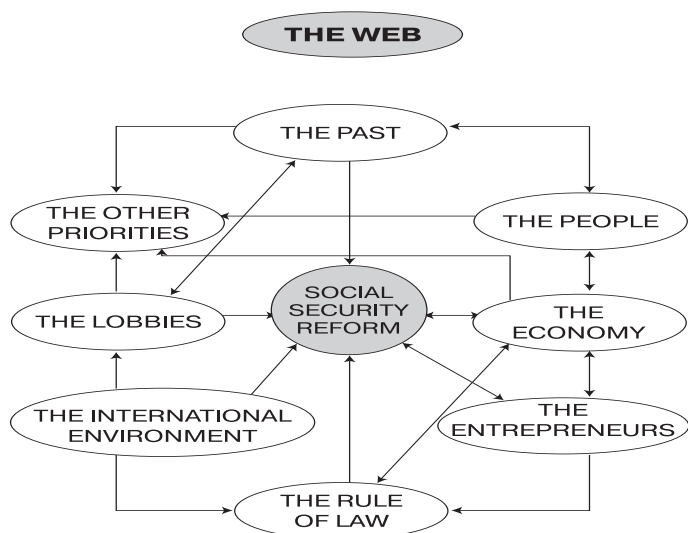 THE WEB
THE PAST
THE OTHER
PRIORITIES
THE PEOPLE
SOCIAL
SECURITY
REFORM
THE LOBBIES
THE
ECONOMY
THE INTERNATIONAL
ENVIRONMENT
THE
ENTREPRENEURS
THE RULE
OF LAW